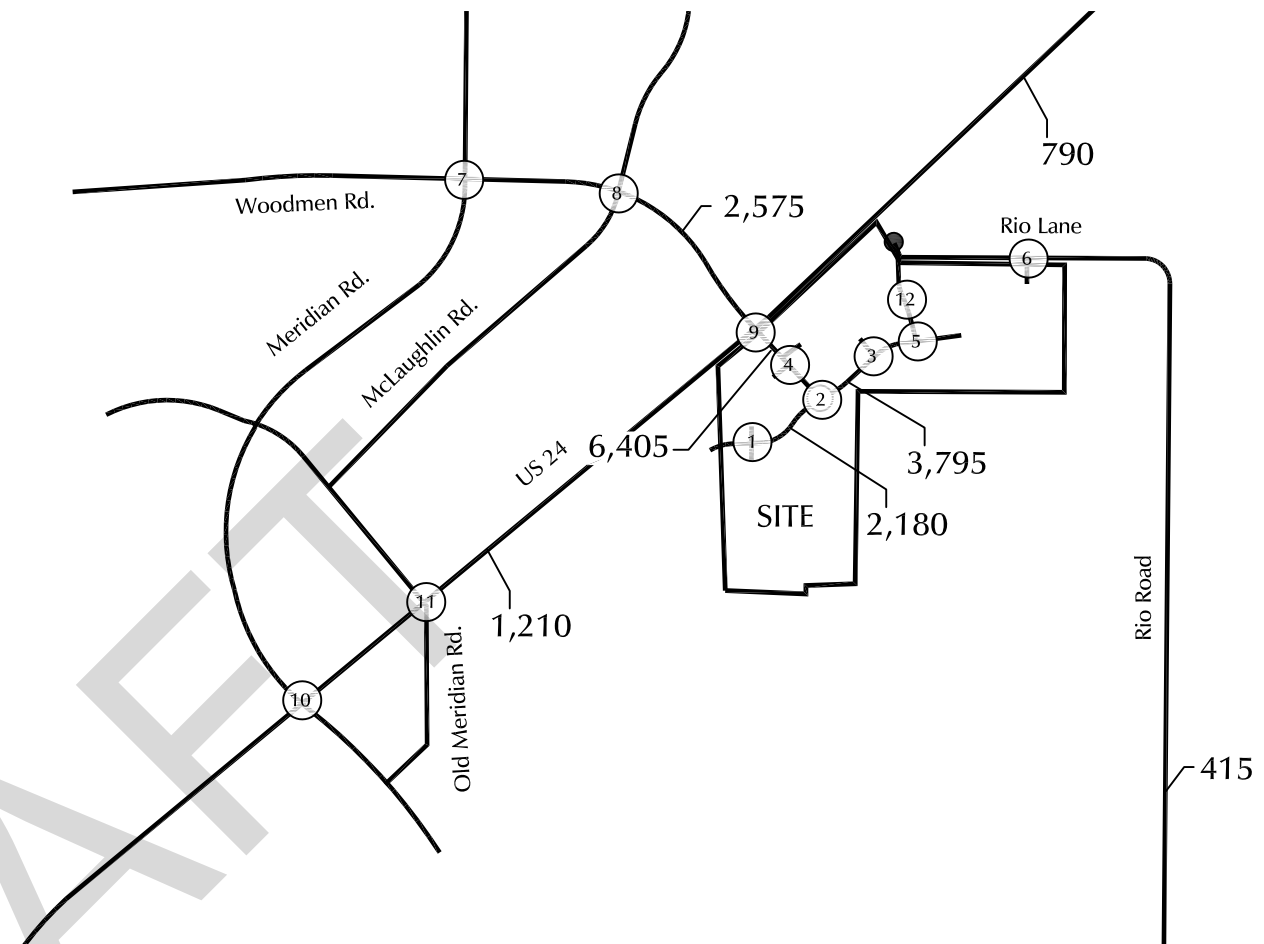 790
7
8
Woodmen Rd.
2,575
Rio Lane
6
Meridian Rd.
McLaughlin Rd.
12
9
5
3
4
2
6,405
1
US 24
3,795
SITE
2,180
11
1,210
Rio Road
Old Meridian Rd.
10
415
AFT